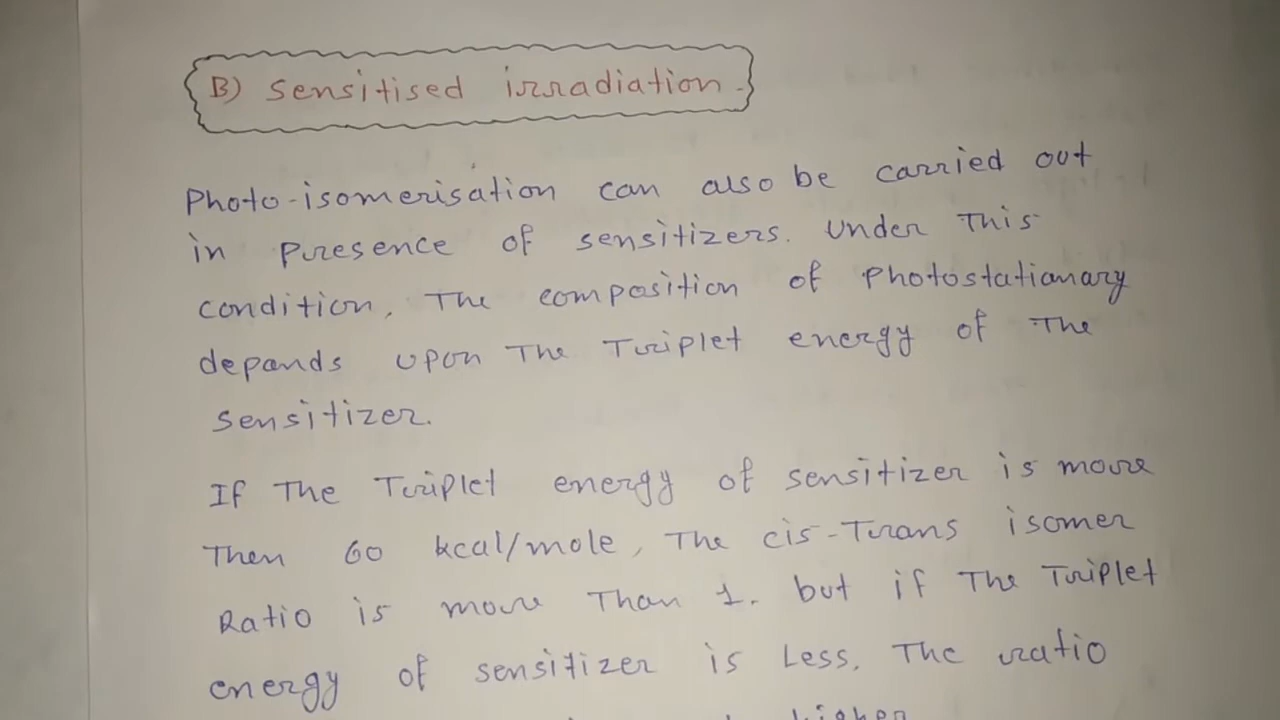 B) Sensitised irradiation.
Photo-isomerisation can also be carried out
in presence of sensitizers. Under This
condition, The composition of Photostationary
depends upon The Triplet energy of The
Sensitizer.
If The Triplet energy of sensitizer is more
Then 60 kcal/mole, The cis-Trans isomer
Ratio is more Than 1. but if The Triplet
energy of sensitizer is Less, The ratio
higher